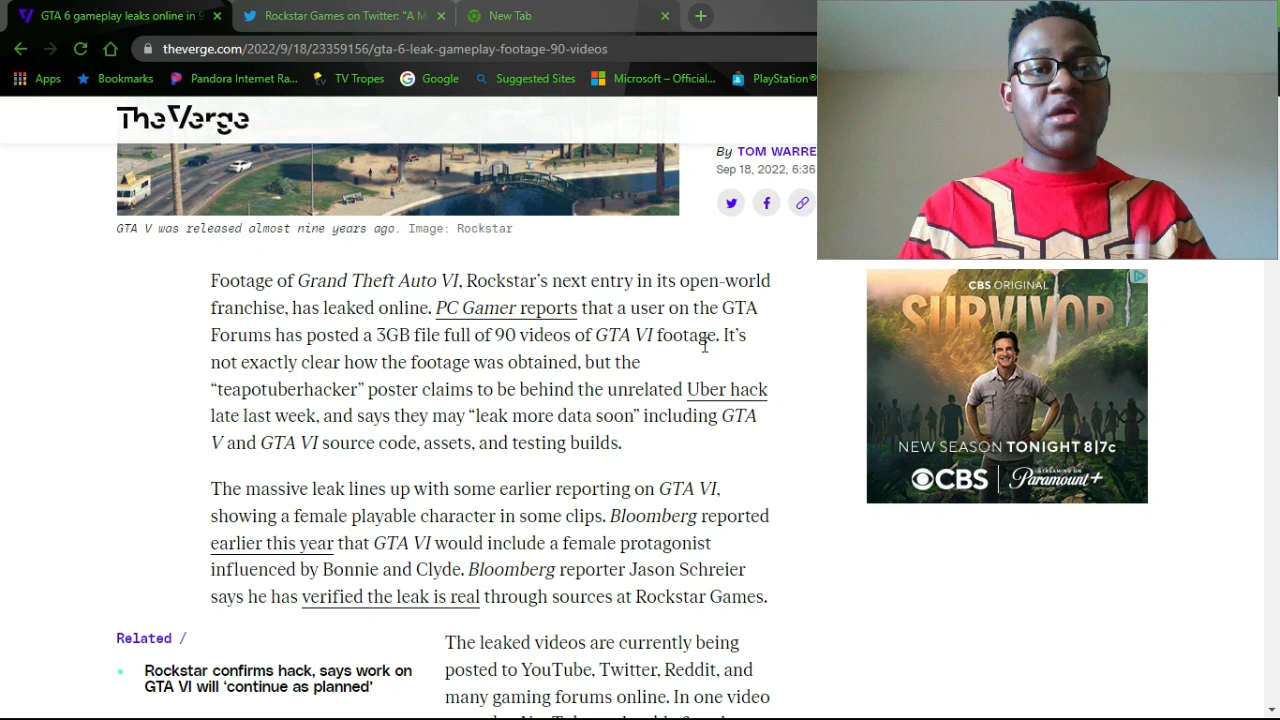 GTA 6 gameplay leaks online in 9
Rockstar Games on Twitter: "A M
New Tab
theverge.com/2022/9/18/23359156/gta-6-leak-gameplay-footage-90-videos
Apps
Bookmarks
Pandora Internet Ra...
TV Tropes
Google
Suggested Sites
Microsoft – Official...
PlayStation®
The Verge
By TOM WARRE
Sep 18, 2022, 6:36
GTA V was released almost nine years ago. Image: Rockstar
Footage of Grand Theft Auto VI, Rockstar's next entry in its open-world
franchise, has leaked online. PC Gamer reports that a user on the GTA
Forums has posted a 3GB file full of 90 videos of GTA VI footage. It's
not exactly clear how the footage was obtained, but the
“teapotuberhacker” poster claims to be behind the unrelated Uber hack
late last week, and says they may “leak more data soon” including GTA
V and GTA VI source code, assets, and testing builds.
The massive leak lines up with some earlier reporting on GTA VI,
showing a female playable character in some clips. Bloomberg reported
earlier this year that GTA VI would include a female protagonist
influenced by Bonnie and Clyde. Bloomberg reporter Jason Schreier
says he has verified the leak is real through sources at Rockstar Games.
Related /
Rockstar confirms hack, says work on
GTA VI will ‘continue as planned’
The leaked videos are currently being
posted to YouTube, Twitter, Reddit, and
many gaming forums online. In one video
CBS ORIGINAL
SURVIVOR
NEW SEASON TONIGHT 8|7c
CBS
STREAMING ON
Paramount+